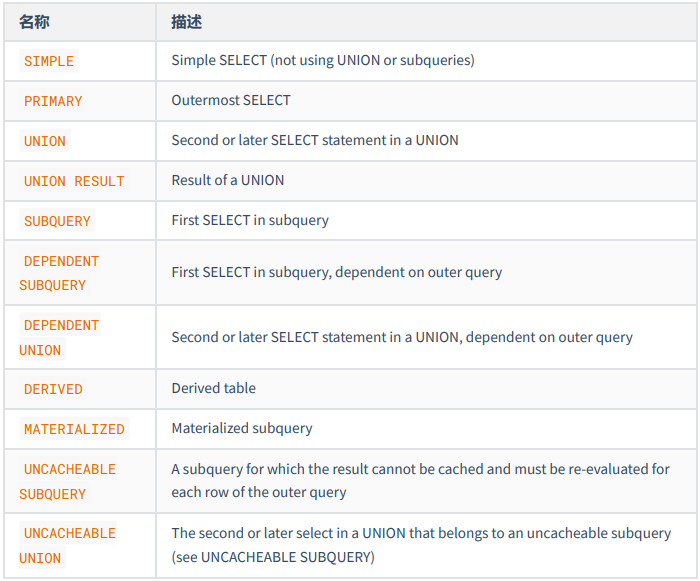 名称 描述
SIMPLE Simple SELECT (not using UNION or subqueries)
PRIMARY Outermost SELECT
UNION Second or later SELECT statement in a UNION
UNION RESULT Result of a UNION
SUBQUERY First SELECT in subquery
DEPENDENT
SUBQUERY
First SELECT in subquery, dependent on outer query
DEPENDENT
UNION
Second or later SELECT statement in a UNION, dependent on outer query
DERIVED Derived table
MATERIALIZED Materialized subquery
UNCACHEABLE
SUBQUERY
A subquery for which the result cannot be cached and must be re-evaluated for
each row of the outer query
UNCACHEABLE
UNION
The second or later select in a UNION that belongs to an uncacheable subquery
(see UNCACHEABLE SUBQUERY)